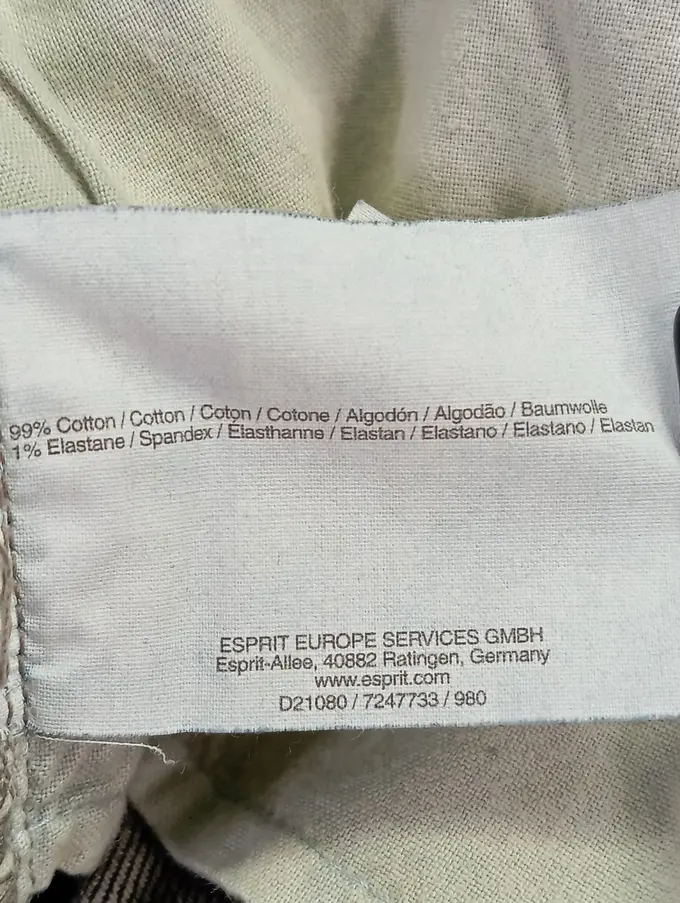 99% Cotton / Cotton / Coton / Cotone / Algodón / Algodão / Baumwolle
1% Elastane / Spandex / Élasthanne / Elastan / Elastano / Elastano / Elastan
ESPRIT EUROPE SERVICES GMBH
Esprit-Allee, 40882 Ratingen, Germany
www.esprit.com
D21080 / 7247733 / 980